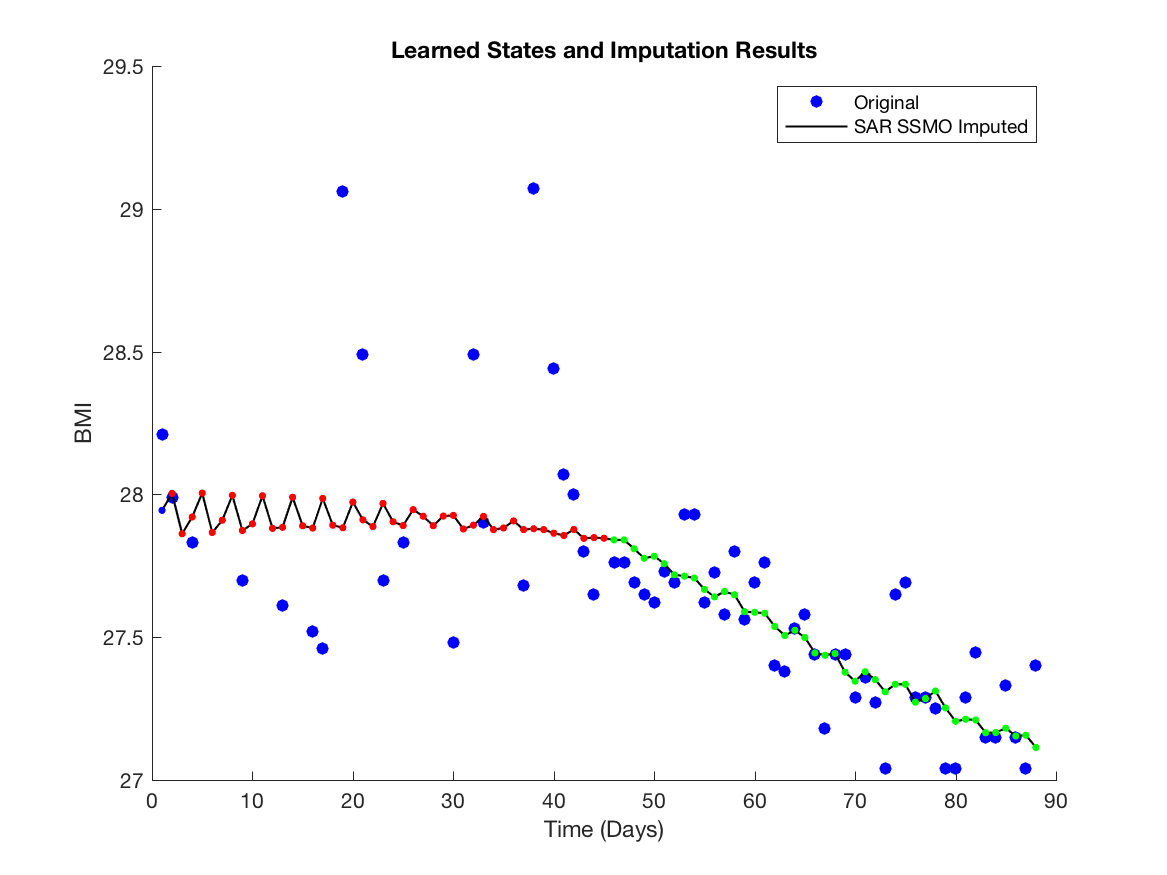 Learned States and Imputation Results
29.5
29
28.5
28
27.5
27
BMI
Original
SAR SSMO Imputed
0 10 20 30 40 50 60 70 80 90
Time (Days)